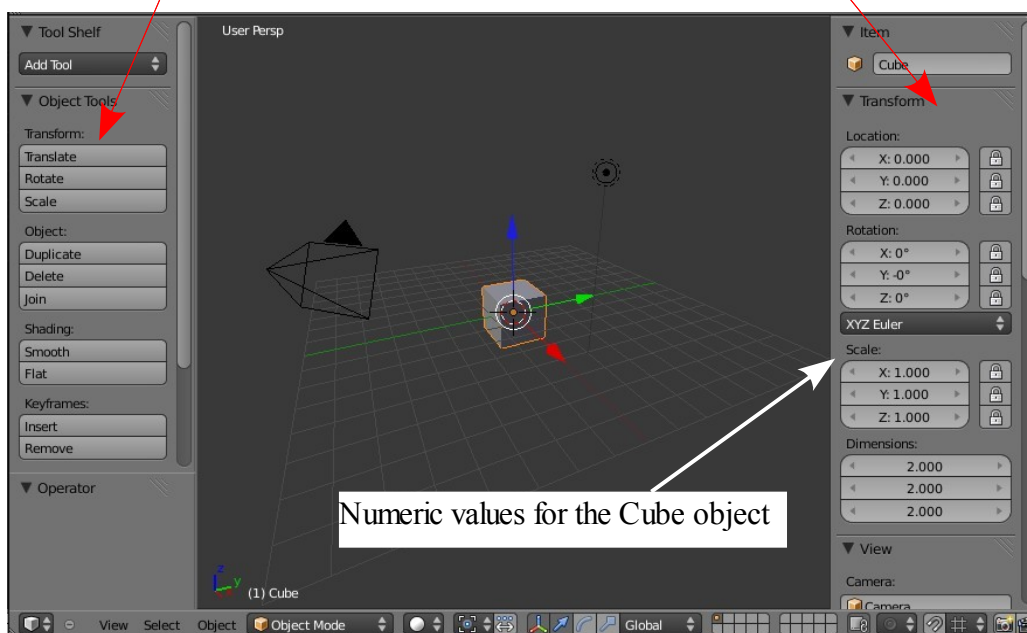 Tool Shelf
Add Tool
Object Tools
Transform:
Translate
Rotate
Scale
Object:
Duplicate
Delete
Join
Shading:
Smooth
Flat
Keyframes:
Insert
Remove
Operator
User Persp
Numeric values for the Cube object
z
y
(1) Cube
Item
Cube
Transform
Location:
X: 0.000
Y: 0.000
Z: 0.000
Rotation:
X: 0°
Y: -0°
Z: 0°
XYZ Euler
Scale:
X: 1.000
Y: 1.000
Z: 1.000
Dimensions:
2.000
2.000
2.000
View
Camera:
Camera
View Select Object Object Mode Global